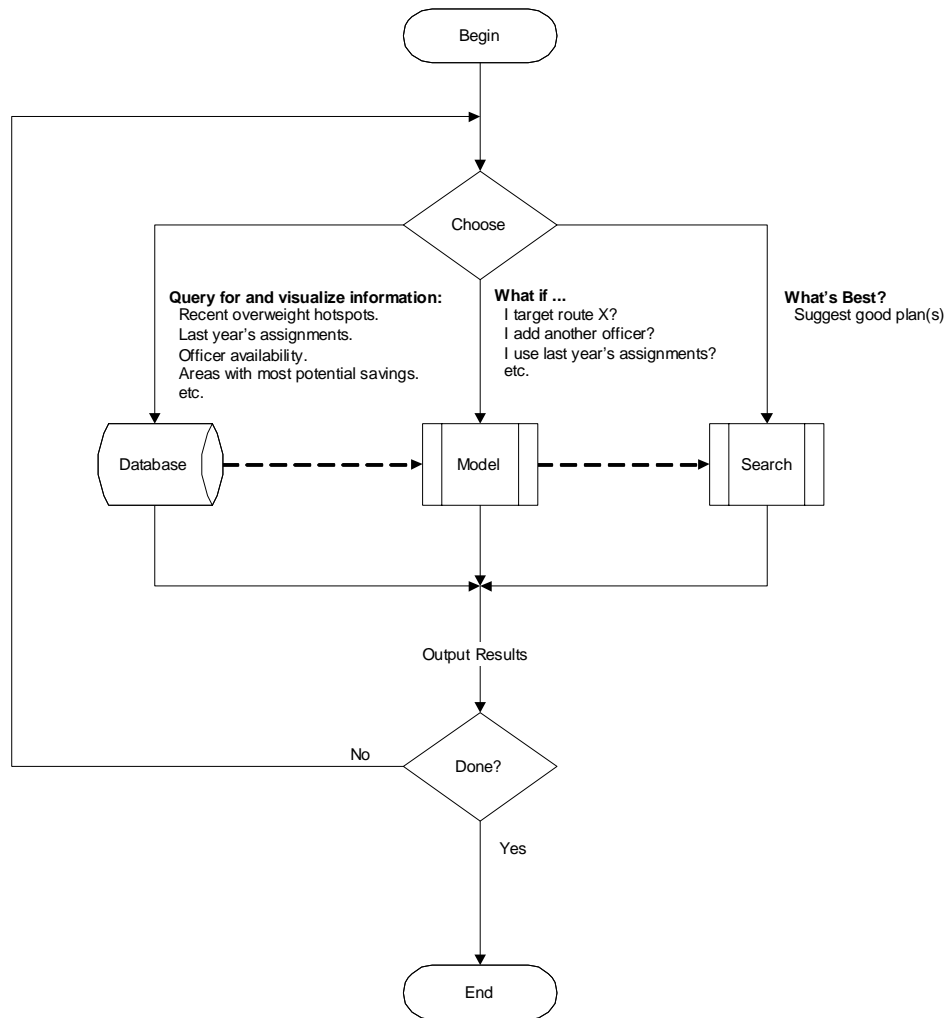 Begin
Choose
Query for and visualize information:
Recent overweight hotspots.
Last year's assignments.
Officer availability.
Areas with most potential savings.
etc.
What if ...
I target route X?
I add another officer?
I use last year's assignments?
etc.
What's Best?
Suggest good plan(s)
Database
Model
Search
Output Results
No
Done?
Yes
End